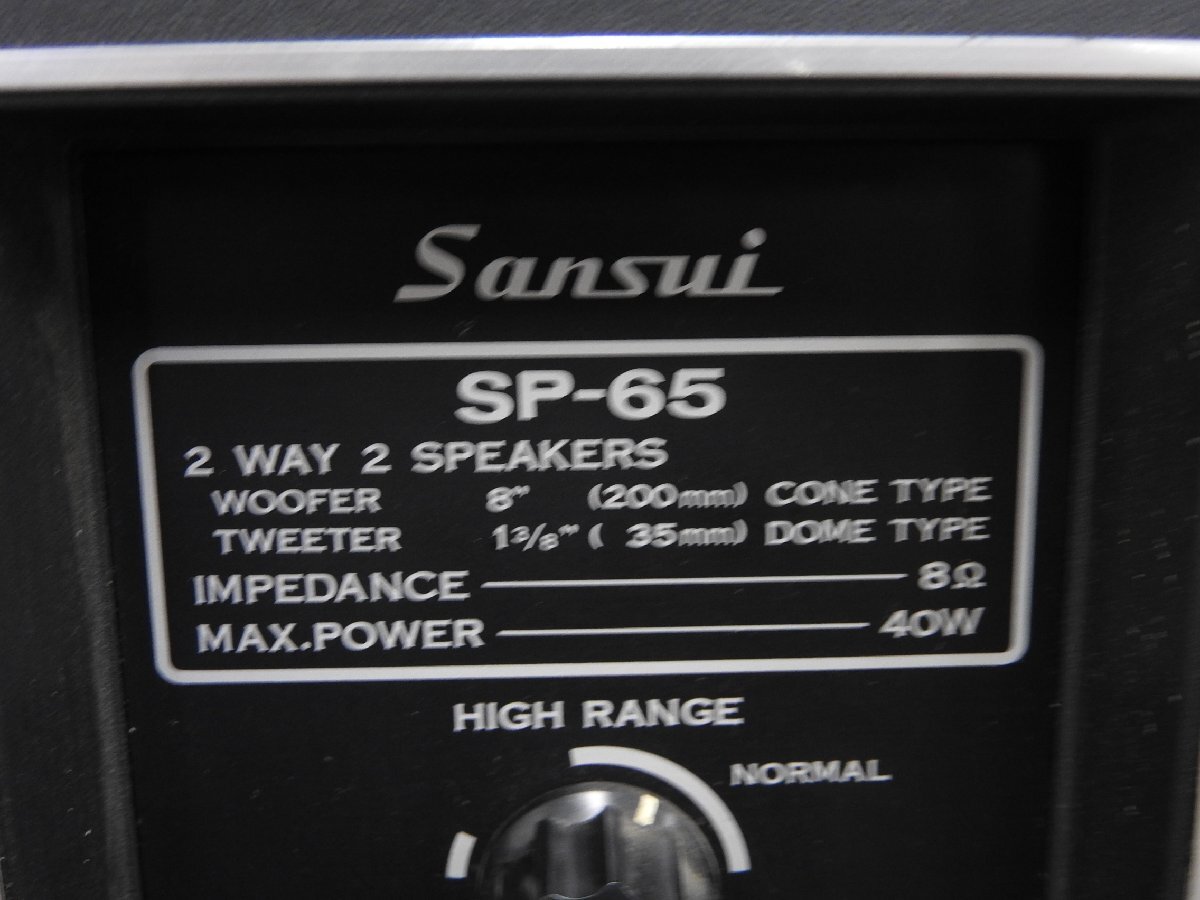 Sansui
SP-65
2 WAY 2 SPEAKERS
WOOFER 8" (200mm) CONE TYPE
TWEETER 1 3/8" ( 35mm) DOME TYPE
IMPEDANCE 8Ω
MAX.POWER 40W
HIGH RANGE
NORMAL